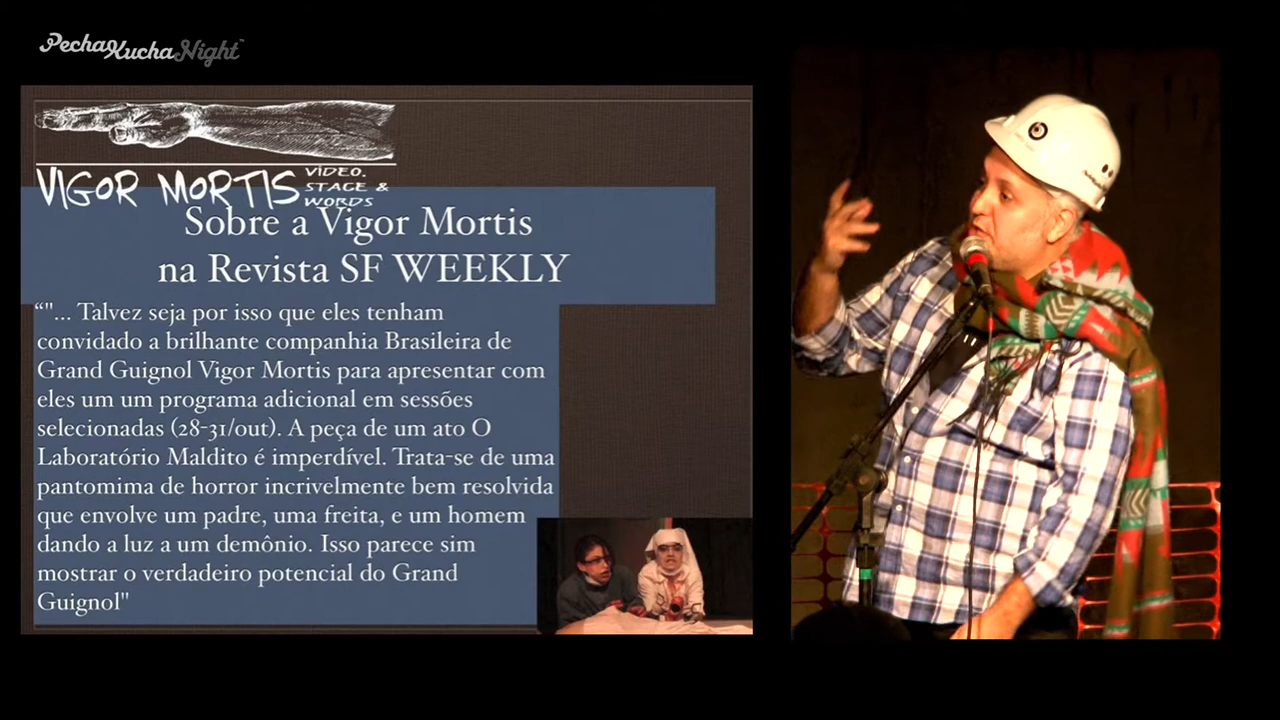 PechaKuchaNight™
VIGOR MORTIS
VIDEO.
STAGE &
WORDS
Sobre a Vigor Mortis
na Revista SF WEEKLY
“"... Talvez seja por isso que eles tenham
convidado a brilhante companhia Brasileira de
Grand Guignol Vigor Mortis para apresentar com
eles um um programa adicional em sessões
selecionadas (28-31/out). A peça de um ato O
Laboratório Maldito é imperdível. Trata-se de uma
pantomima de horror incrivelmente bem resolvida
que envolve um padre, uma freita, e um homem
dando a luz a um demônio. Isso parece sim
mostrar o verdadeiro potencial do Grand
Guignol"